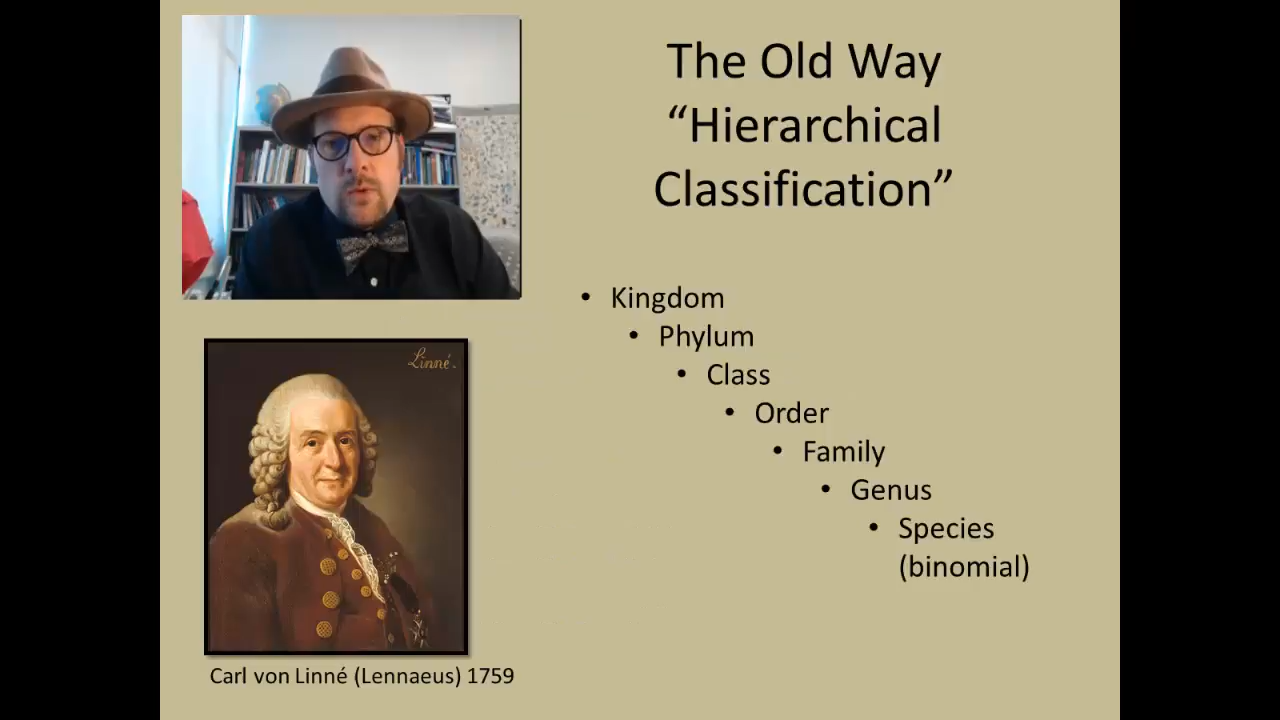 The Old Way
“Hierarchical
Classification”
• Kingdom
• Phylum
• Class
• Order
• Family
• Genus
• Species
(binomial)
Linné.
Carl von Linné (Lennaeus) 1759